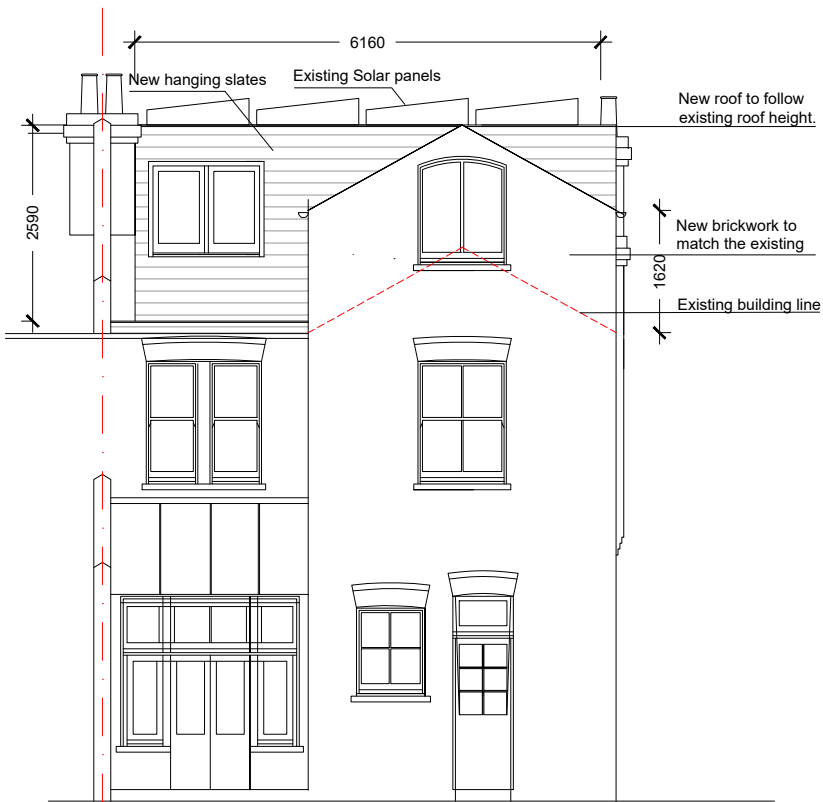 6160
New hanging slates
Existing Solar panels
New roof to follow
existing roof height.
2590
New brickwork to
match the existing
1620
Existing building line